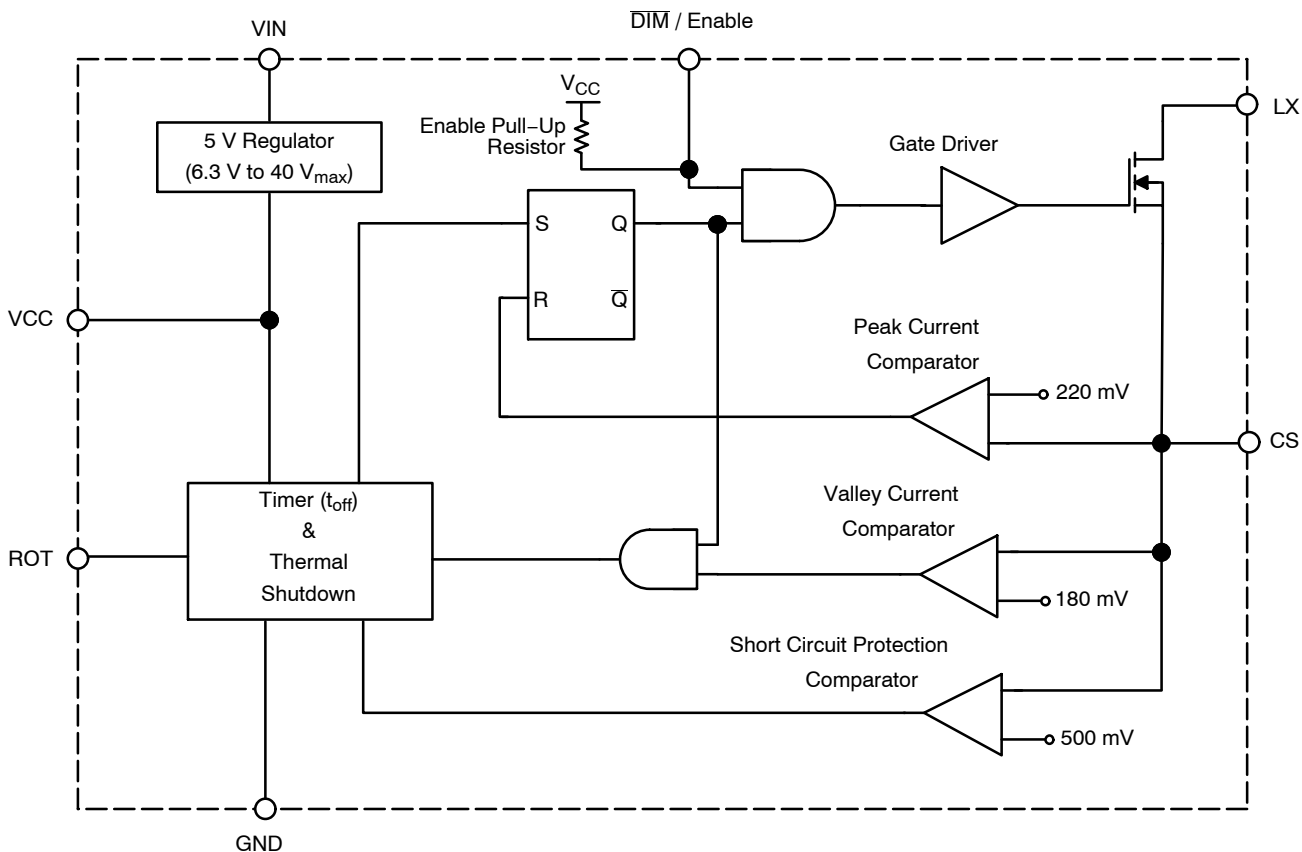 VIN
DIM / Enable
VCC
Enable Pull–Up
Resistor
5 V Regulator
(6.3 V to 40 Vmax)
Gate Driver
LX
S
Q
R
Q
VCC
Peak Current
Comparator
220 mV
CS
Timer (toff)
&
Thermal
Shutdown
Valley Current
Comparator
ROT
180 mV
Short Circuit Protection
Comparator
500 mV
GND